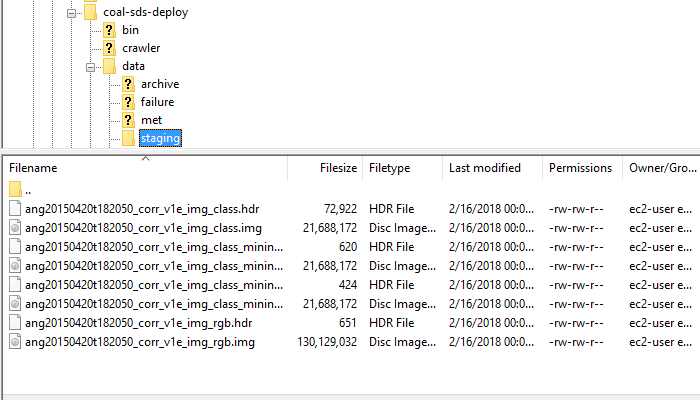 coal-sds-deploy
bin
crawler
data
archive
failure
met
staging
Filename Filesize Filetype Last modified Permissions Owner/Gro...
..
ang20150420t182050_corr_v1e_img_class.hdr 72,922 HDR File 2/16/2018 00:0... -rw-rw-r-- ec2-user e...
ang20150420t182050_corr_v1e_img_class.img 21,688,172 Disc Image... 2/16/2018 00:0... -rw-rw-r-- ec2-user e...
ang20150420t182050_corr_v1e_img_class_minin... 620 HDR File 2/16/2018 00:0... -rw-rw-r-- ec2-user e...
ang20150420t182050_corr_v1e_img_class_minin... 21,688,172 Disc Image... 2/16/2018 00:0... -rw-rw-r-- ec2-user e...
ang20150420t182050_corr_v1e_img_class_minin... 424 HDR File 2/16/2018 00:0... -rw-rw-r-- ec2-user e...
ang20150420t182050_corr_v1e_img_class_minin... 21,688,172 Disc Image... 2/16/2018 00:0... -rw-rw-r-- ec2-user e...
ang20150420t182050_corr_v1e_img_rgb.hdr 651 HDR File 2/16/2018 00:0... -rw-rw-r-- ec2-user e...
ang20150420t182050_corr_v1e_img_rgb.img 130,129,032 Disc Image... 2/16/2018 00:0... -rw-rw-r-- ec2-user e...